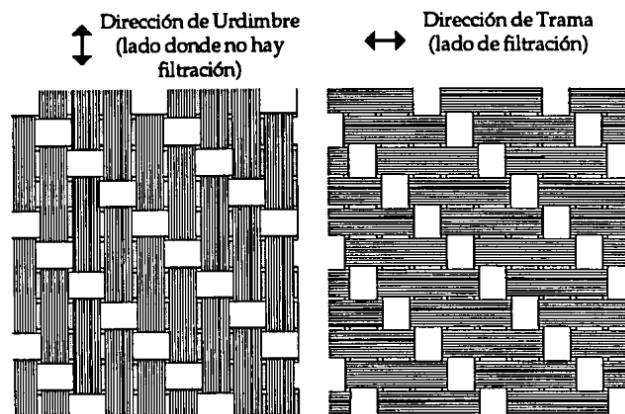 Dirección de Urdimbre
(lado donde no hay
filtración)
Dirección de Trama
(lado de filtración)